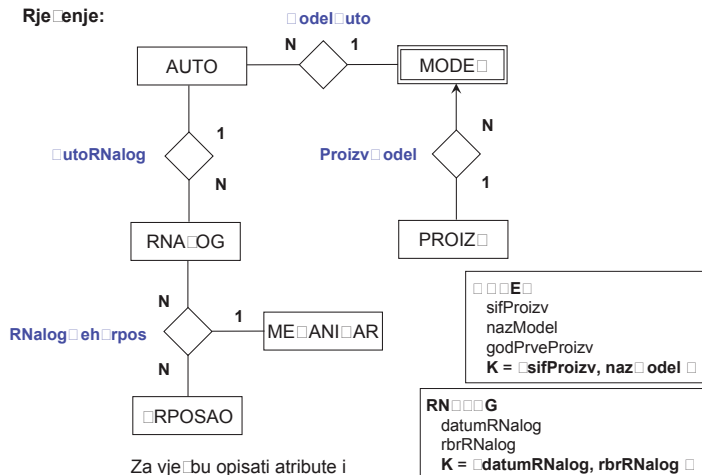 Rje□enje:
□odel□uto
N 1
AUTO
MODE□
1
N
□utoRNalog
Proizv□odel
N
1
RNA□OG
PROIZ□
N
1
RNalog□eh□rpos
ME□ANI□AR
N
□RPOSAO
□□□E□
sifProizv
nazModel
godPrveProizv
K = □sifProizv, naz□odel □
RN□□□G
datumRNalog
rbrRNalog
K = □datumRNalog, rbrRNalog □
Za vje□bu opisati atribute i